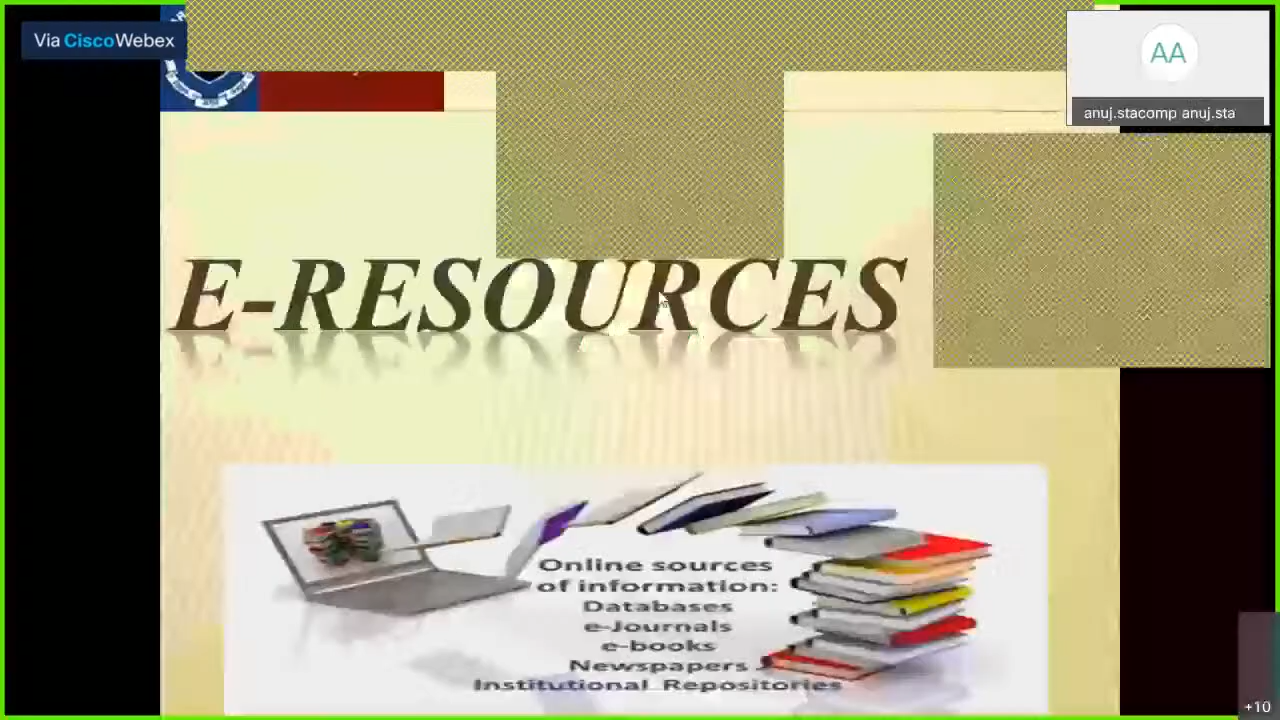 Via CiscoWebex
AA
anuj.stacomp anuj.sta
E-RESOURCES
Online sources
of information:
Databases
e-Journals
e-books
Newspapers
Institutional Repositories
+10